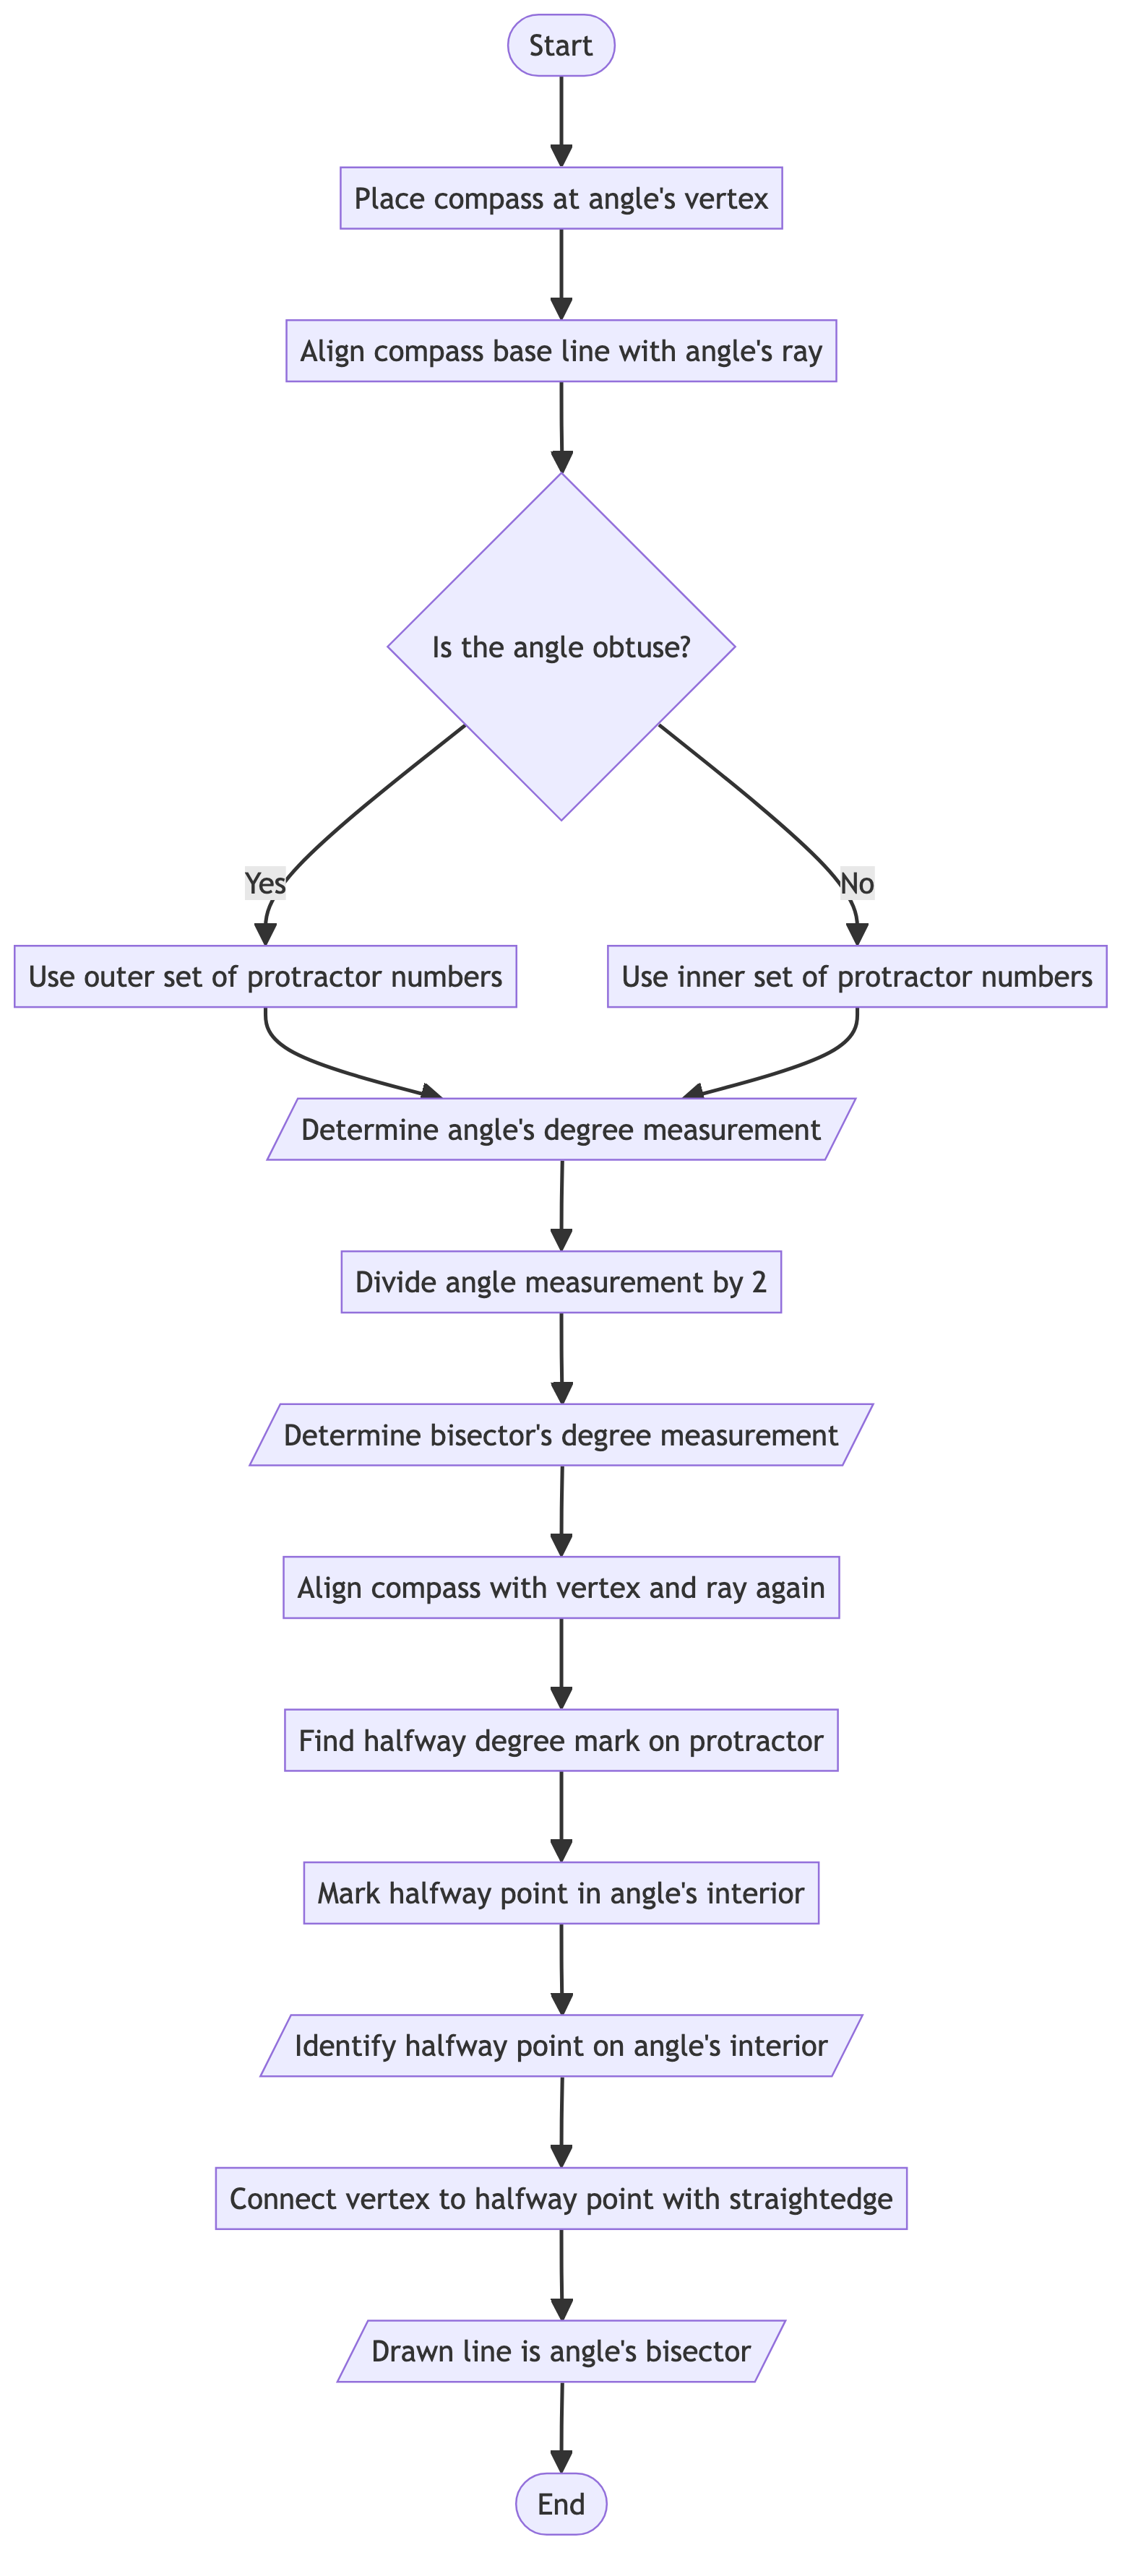 Start
Place compass at angle's vertex
Align compass base line with angle's ray
Is the angle obtuse?
Yes
No
Use outer set of protractor numbers
Use inner set of protractor numbers
Determine angle's degree measurement
Divide angle measurement by 2
Determine bisector's degree measurement
Align compass with vertex and ray again
Find halfway degree mark on protractor
Mark halfway point in angle's interior
Identify halfway point on angle's interior
Connect vertex to halfway point with straightedge
Drawn line is angle's bisector
End